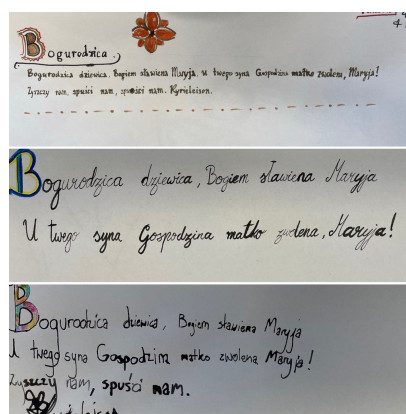 Bogurodzica.
Bogurodzica dziewica, Bogiem sławiena Maryja. U twego syna Gospodzina matko zwolena, Maryja!
Zyszczy nam, spuści nam. Kyrieleison.
Bogurodzica dziewica, Bogiem sławiena Maryja
U twego syna Gospodzina matko zwolena, Maryja!
Bogurodzica dziewica, Bogiem sławiena Maryja
U twego syna Gospodzina matko zwolena Maryja!
Zyszczy nam, spuści nam.